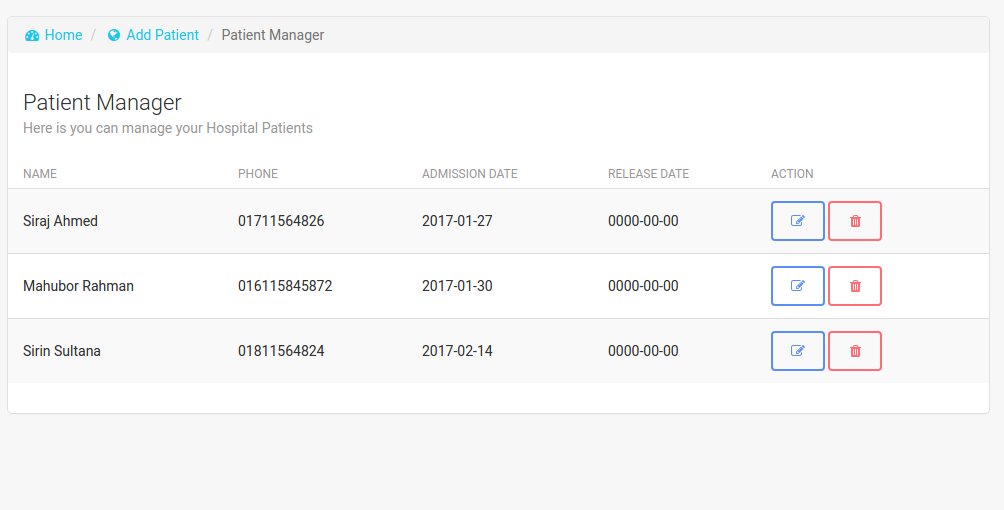 Home / Add Patient / Patient Manager
Patient Manager
Here is you can manage your Hospital Patients
NAME PHONE ADMISSION DATE RELEASE DATE ACTION
Siraj Ahmed 01711564826 2017-01-27 0000-00-00
Mahubor Rahman 016115845872 2017-01-30 0000-00-00
Sirin Sultana 01811564824 2017-02-14 0000-00-00